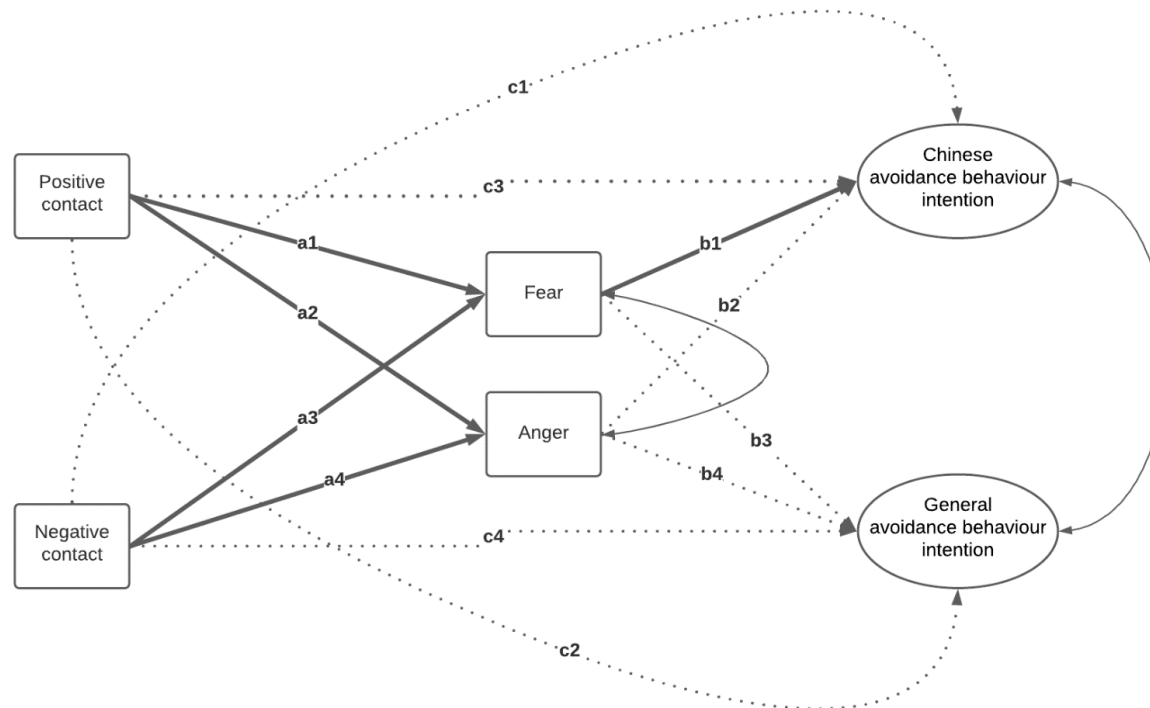 c1
Positive
contact
c3
Chinese
avoidance behaviour
intention
a1
b1
Fear
a2
b2
a3
Anger
b3
a4
b4
Negative
contact
c4
General
avoidance behaviour
intention
c2